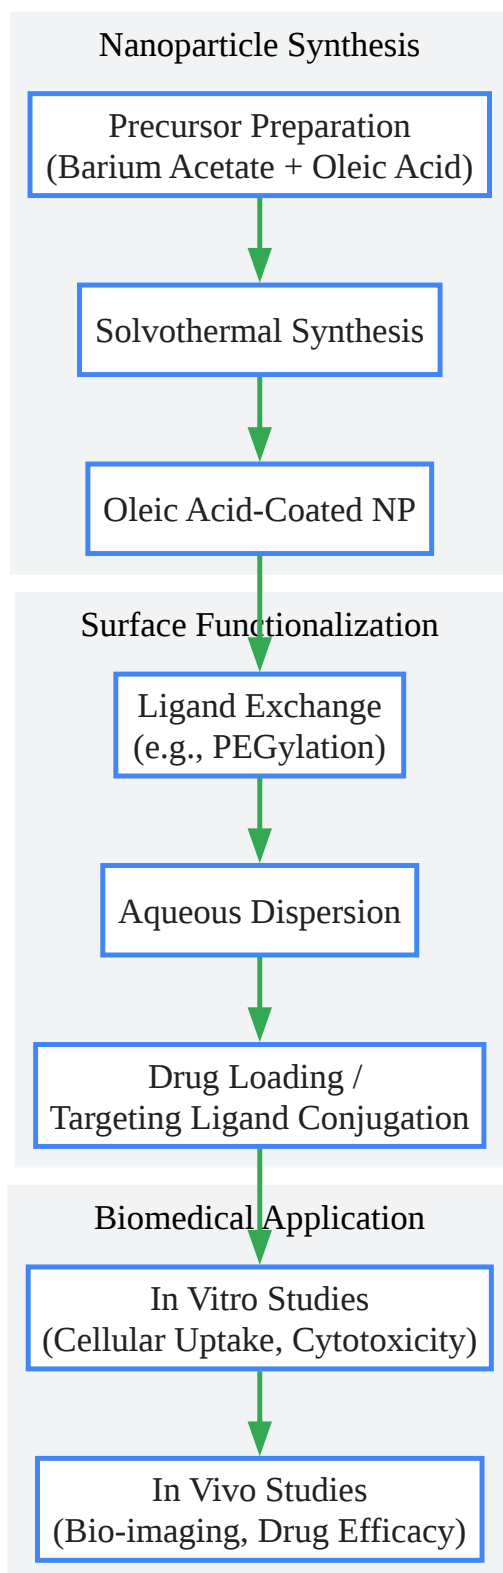 Nanoparticle Synthesis
Precursor Preparation
(Barium Acetate + Oleic Acid)
Solvothermal Synthesis
Oleic Acid-Coated NP
Surface Functionalization
Ligand Exchange
(e.g., PEGylation)
Aqueous Dispersion
Drug Loading /
Targeting Ligand Conjugation
Biomedical Application
In Vitro Studies
(Cellular Uptake, Cytotoxicity)
In Vivo Studies
(Bio-imaging, Drug Efficacy)